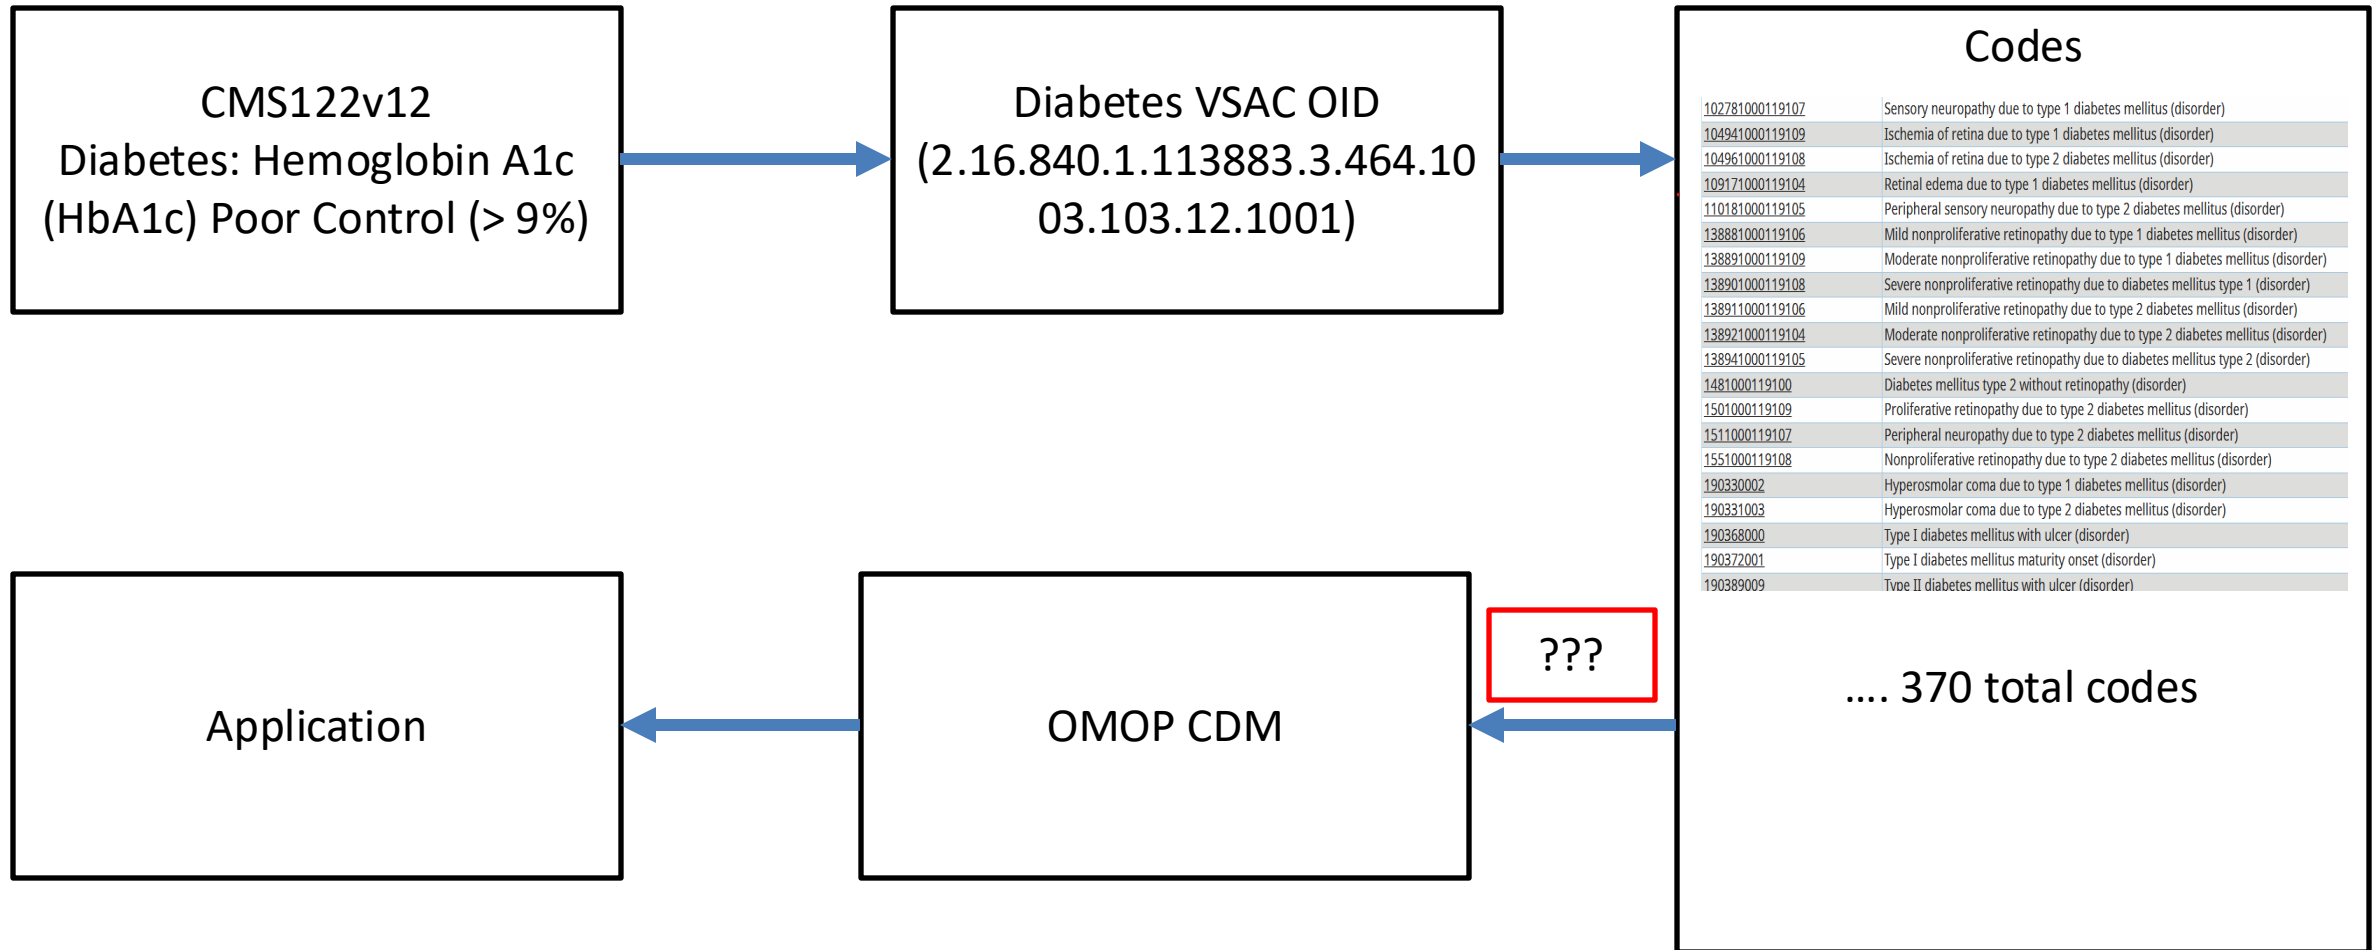 CMS122v12
Diabetes: Hemoglobin A1c
(HbA1c) Poor Control (> 9%)
Diabetes VSAC OID
(2.16.840.1.113883.3.464.10
03.103.12.1001)
Codes
102781000119107 Sensory neuropathy due to type 1 diabetes mellitus (disorder)
104941000119109 Ischemia of retina due to type 1 diabetes mellitus (disorder)
104961000119108 Ischemia of retina due to type 2 diabetes mellitus (disorder)
109171000119104 Retinal edema due to type 1 diabetes mellitus (disorder)
110181000119105 Peripheral sensory neuropathy due to type 2 diabetes mellitus (disorder)
138881000119106 Mild nonproliferative retinopathy due to type 1 diabetes mellitus (disorder)
138891000119109 Moderate nonproliferative retinopathy due to type 1 diabetes mellitus (disorder)
138901000119108 Severe nonproliferative retinopathy due to diabetes mellitus type 1 (disorder)
138911000119106 Mild nonproliferative retinopathy due to type 2 diabetes mellitus (disorder)
138921000119104 Moderate nonproliferative retinopathy due to type 2 diabetes mellitus (disorder)
138941000119105 Severe nonproliferative retinopathy due to diabetes mellitus type 2 (disorder)
1481000119100 Diabetes mellitus type 2 without retinopathy (disorder)
1501000119109 Proliferative retinopathy due to type 2 diabetes mellitus (disorder)
1511000119107 Peripheral neuropathy due to type 2 diabetes mellitus (disorder)
1551000119108 Nonproliferative retinopathy due to type 2 diabetes mellitus (disorder)
190330002 Hyperosmolar coma due to type 1 diabetes mellitus (disorder)
190331003 Hyperosmolar coma due to type 2 diabetes mellitus (disorder)
190368000 Type I diabetes mellitus with ulcer (disorder)
190372001 Type I diabetes mellitus maturity onset (disorder)
190389009 Type II diabetes mellitus with ulcer (disorder)
.... 370 total codes
???
OMOP CDM
Application